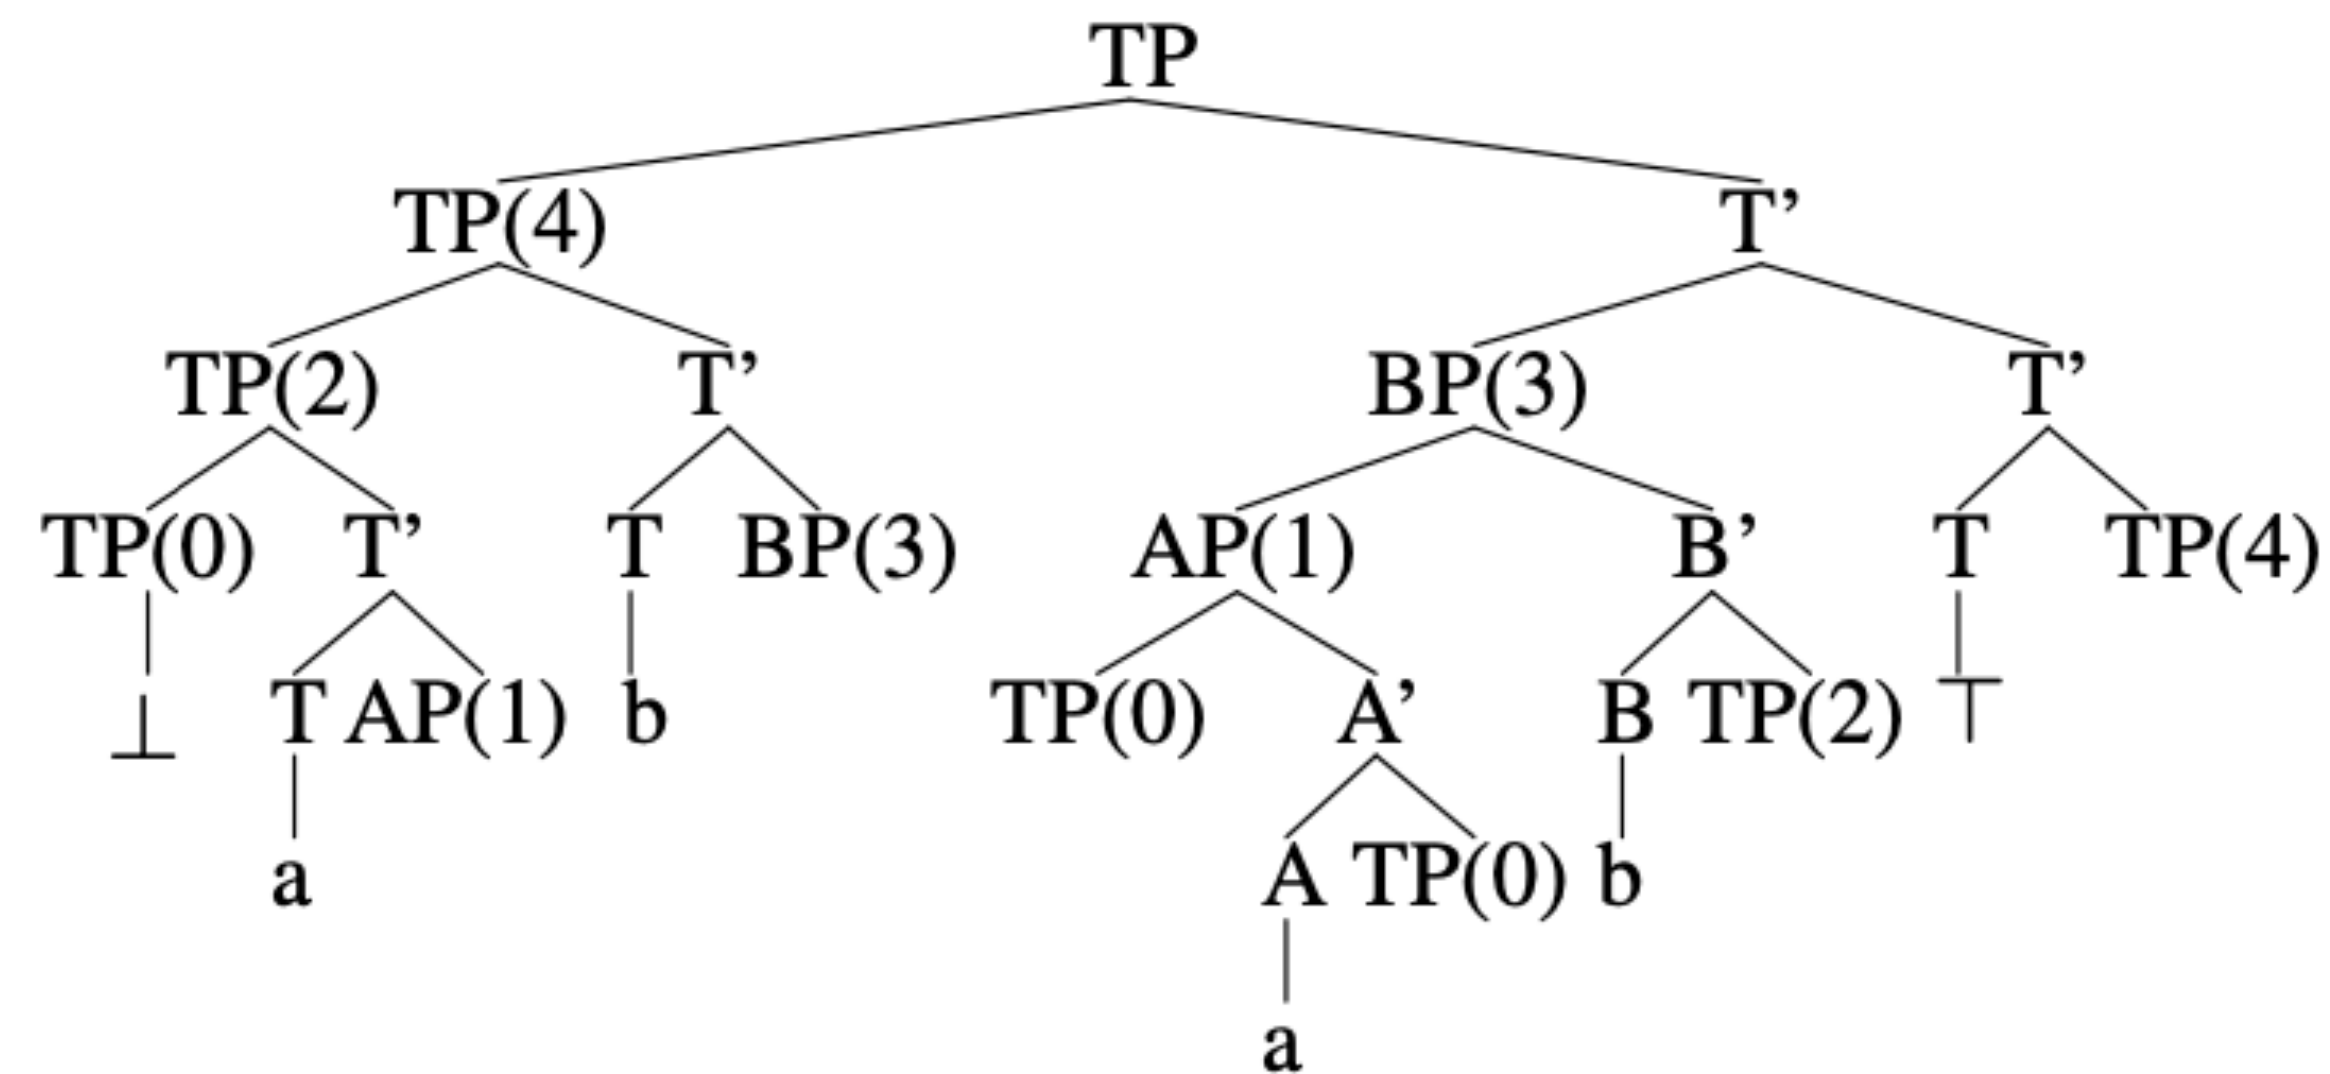 TP
TP(4) T’
TP(2) T’ BP(3) T’
TP(0) T’ T BP(3) AP(1) B’ T TP(4)
⊥ T AP(1) b TP(0) A’ B TP(2) ⊤
a A TP(0) b
a